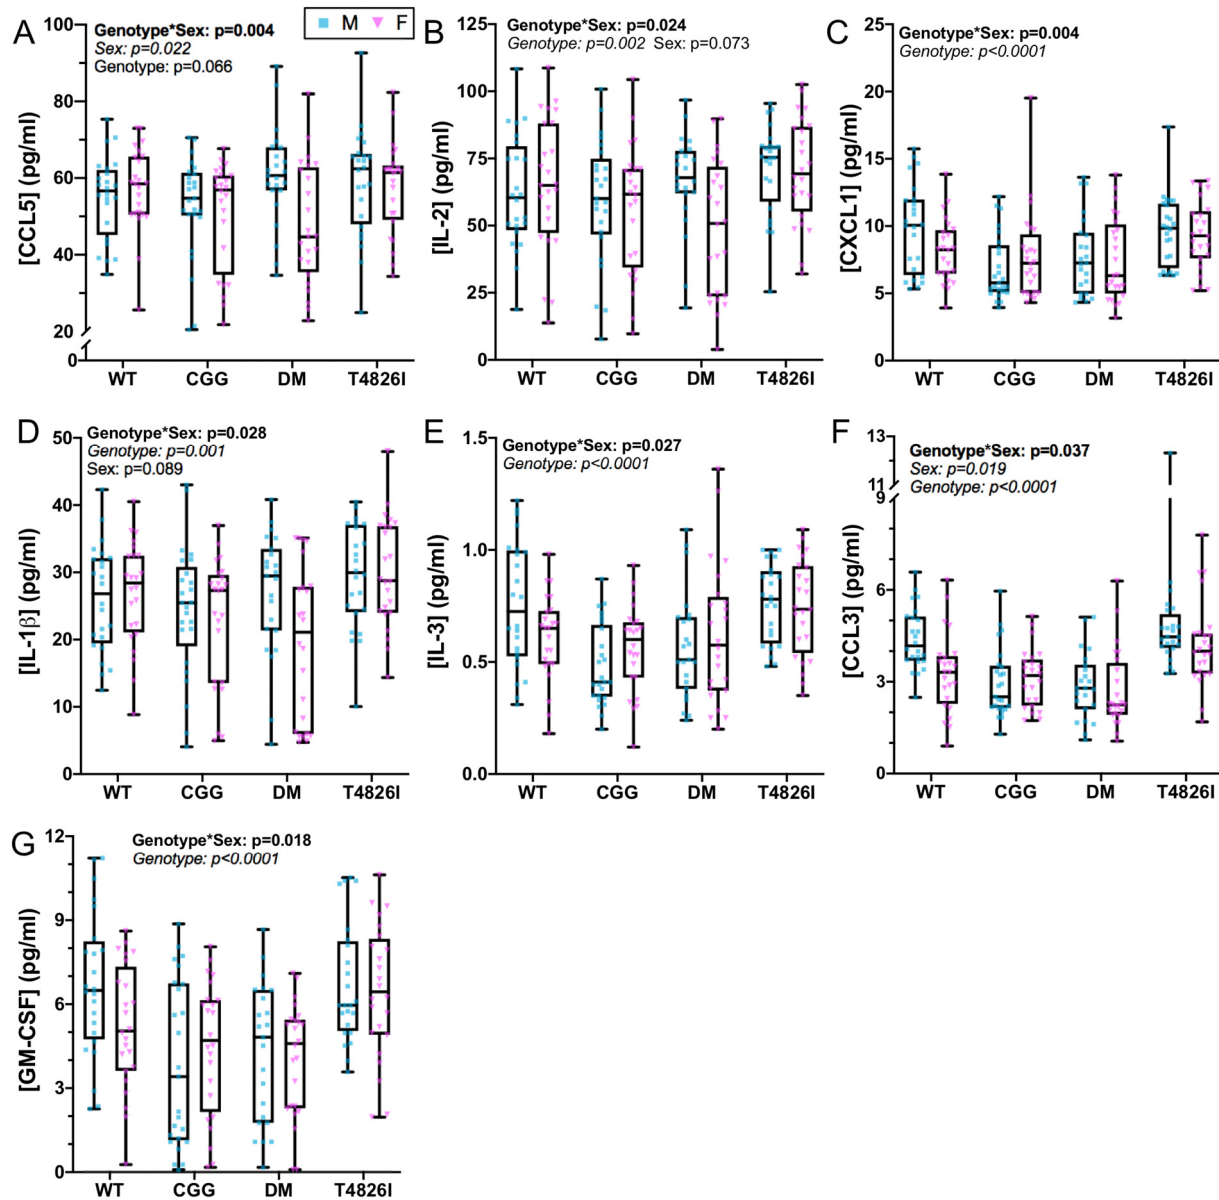 A
Genotype*Sex: p=0.004
Sex: p=0.022
Genotype: p=0.066
M F
[CCL5] (pg/ml)
100
80
60
40
20
0
WT CGG DM T4826I
B
Genotype*Sex: p=0.024
Genotype: p=0.002 Sex: p=0.073
[IL-2] (pg/ml)
125
100
75
50
25
0
WT CGG DM T4826I
C
Genotype*Sex: p=0.004
Genotype: p<0.0001
[CXCL1] (pg/ml)
25
20
15
10
5
0
WT CGG DM T4826I
D
Genotype*Sex: p=0.028
Genotype: p=0.001
Sex: p=0.089
[IL-1β] (pg/ml)
50
40
30
20
10
0
WT CGG DM T4826I
E
Genotype*Sex: p=0.027
Genotype: p<0.0001
[IL-3] (pg/ml)
1.5
1.0
0.5
0.0
WT CGG DM T4826I
F
Genotype*Sex: p=0.037
Sex: p=0.019
Genotype: p<0.0001
[CCL3] (pg/ml)
13
11
9
6
3
0
WT CGG DM T4826I
G
Genotype*Sex: p=0.018
Genotype: p<0.0001
[GM-CSF] (pg/ml)
12
9
6
3
0
WT CGG DM T4826I